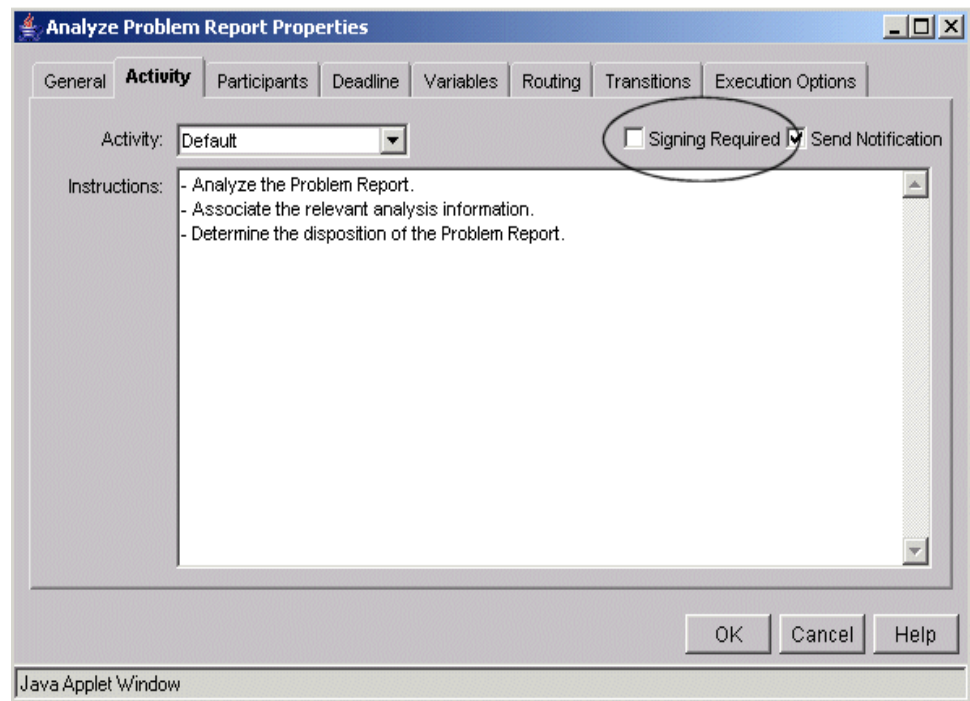 Analyze Problem Report Properties
General Activity Participants Deadline Variables Routing Transitions Execution Options
Activity: Default Signing Required Send Notification
Instructions: - Analyze the Problem Report.
- Associate the relevant analysis information.
- Determine the disposition of the Problem Report.
OK Cancel Help
Java Applet Window